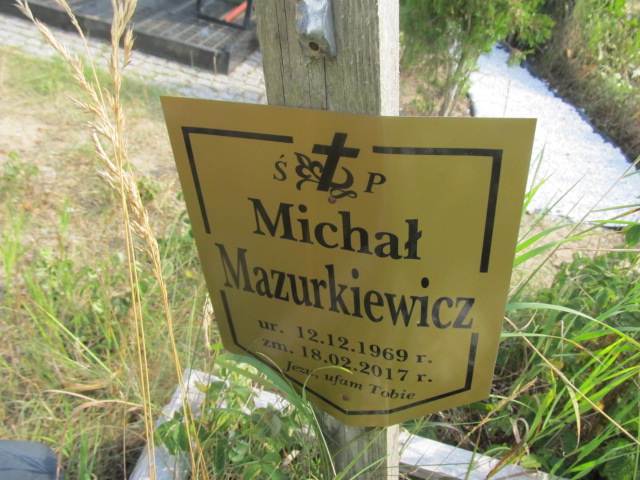 Ś P
Michał
Mazurkiewicz
ur. 12.12.1969 r.
zm. 18.02.2017 r.
Jezu, ufam Tobie